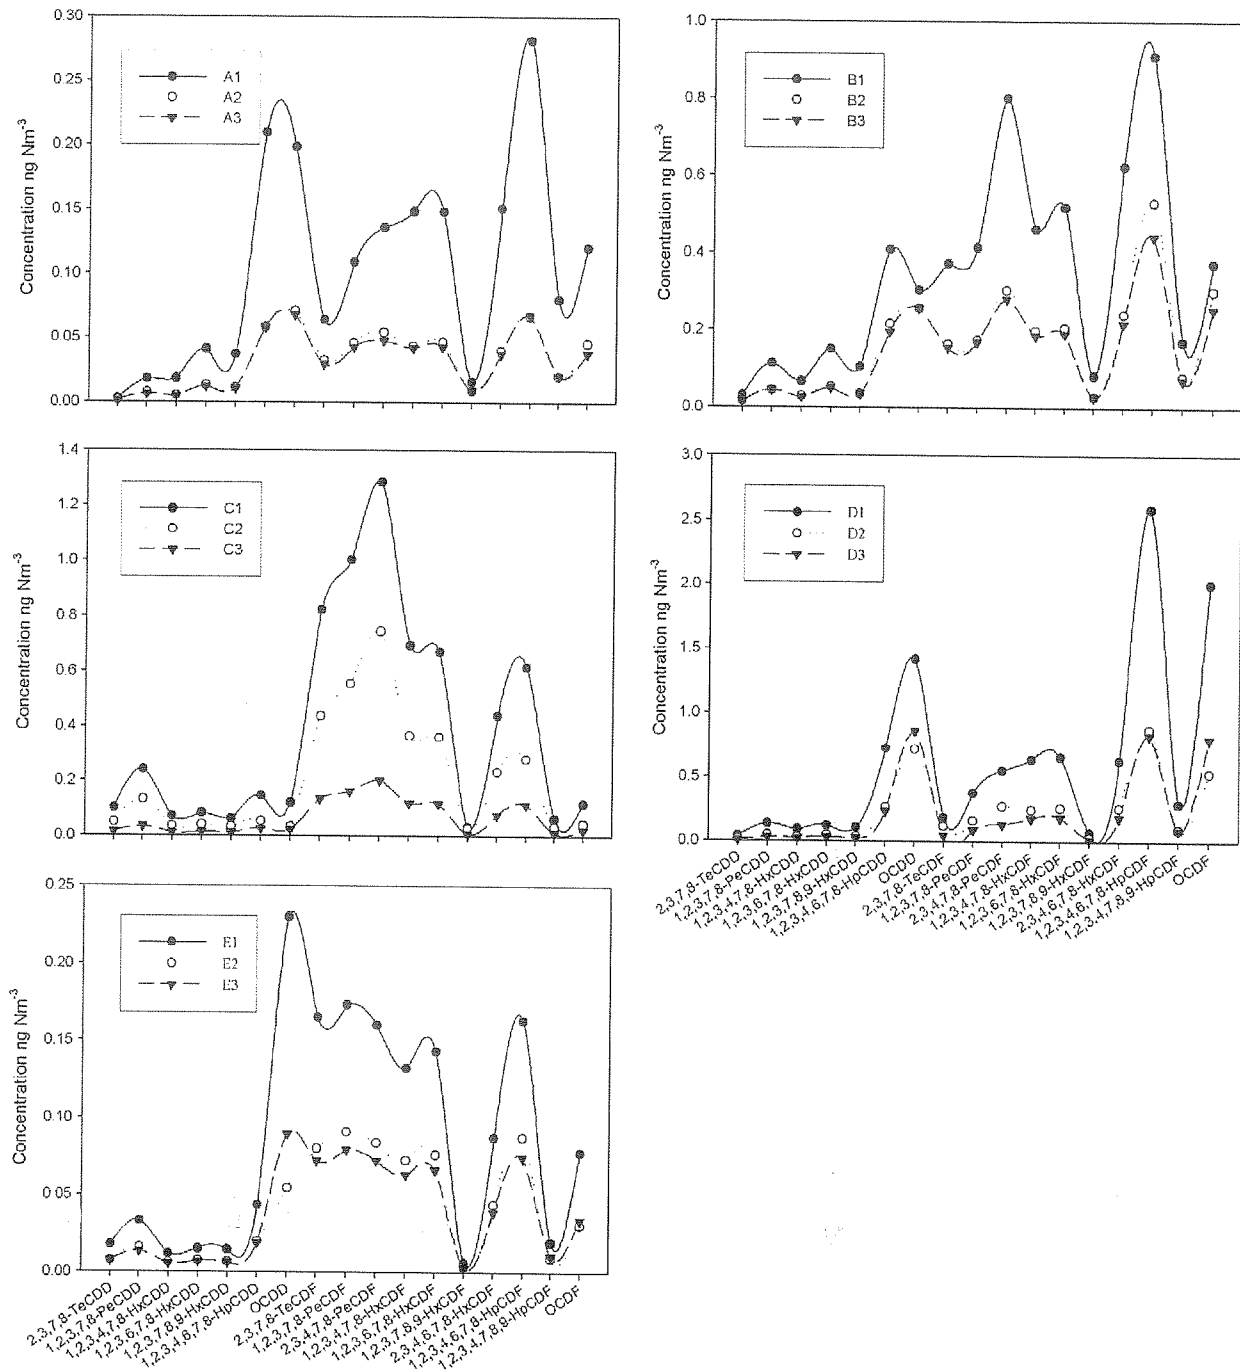 Concentration ng Nm-3
0.30
0.25
0.20
0.15
0.10
0.05
0.00
A1
A2
A3
Concentration ng Nm-3
1.0
0.8
0.6
0.4
0.2
0.0
B1
B2
B3
Concentration ng Nm-3
1.4
1.2
1.0
0.8
0.6
0.4
0.2
0.0
C1
C2
C3
Concentration ng Nm-3
3.0
2.5
2.0
1.5
1.0
0.5
0.0
D1
D2
D3
2,3,7,8-TeCDD
1,2,3,7,8-PeCDD
1,2,3,4,7,8-HxCDD
1,2,3,6,7,8-HxCDD
1,2,3,7,8,9-HxCDD
1,2,3,4,6,7,8-HpCDD
OCDD
2,3,7,8-TeCDF
1,2,3,7,8-PeCDF
2,3,4,7,8-PeCDF
1,2,3,4,7,8-HxCDF
1,2,3,6,7,8-HxCDF
1,2,3,7,8,9-HxCDF
2,3,4,6,7,8-HxCDF
1,2,3,4,6,7,8-HpCDF
1,2,3,4,7,8,9-HpCDF
OCDF
Concentration ng Nm-3
0.25
0.20
0.15
0.10
0.05
0.00
E1
E2
E3
2,3,7,8-TeCDD
1,2,3,7,8-PeCDD
1,2,3,4,7,8-HxCDD
1,2,3,6,7,8-HxCDD
1,2,3,7,8,9-HxCDD
1,2,3,4,6,7,8-HpCDD
OCDD
2,3,7,8-TeCDF
1,2,3,7,8-PeCDF
2,3,4,7,8-PeCDF
1,2,3,4,7,8-HxCDF
1,2,3,6,7,8-HxCDF
1,2,3,7,8,9-HxCDF
2,3,4,6,7,8-HxCDF
1,2,3,4,6,7,8-HpCDF
1,2,3,4,7,8,9-HpCDF
OCDF